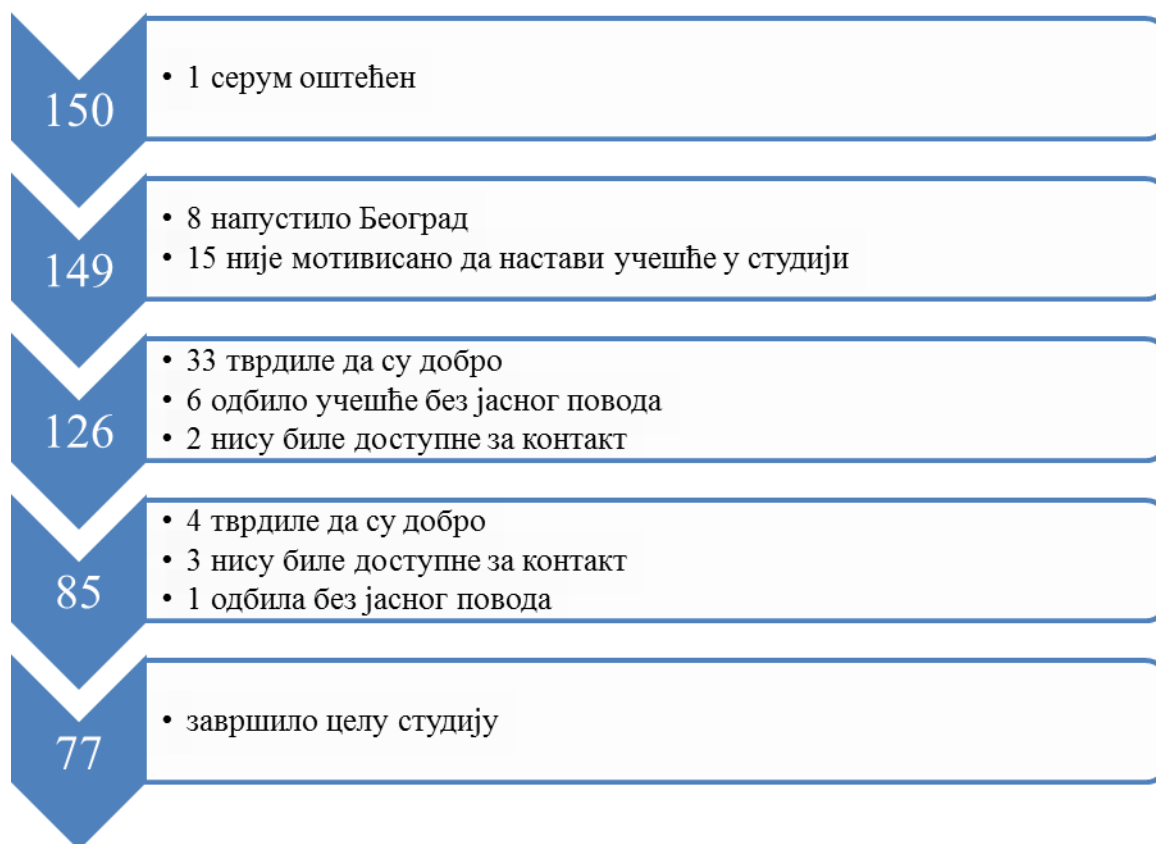 150
• 1 серум оштећен
149
• 8 напустило Београд
• 15 није мотивисано да настави учешће у студији
126
• 33 тврдиле да су добро
• 6 одбило учешће без јасног повода
• 2 нису биле доступне за контакт
85
• 4 тврдиле да су добро
• 3 нису биле доступне за контакт
• 1 одбила без јасног повода
77
• завршило целу студију